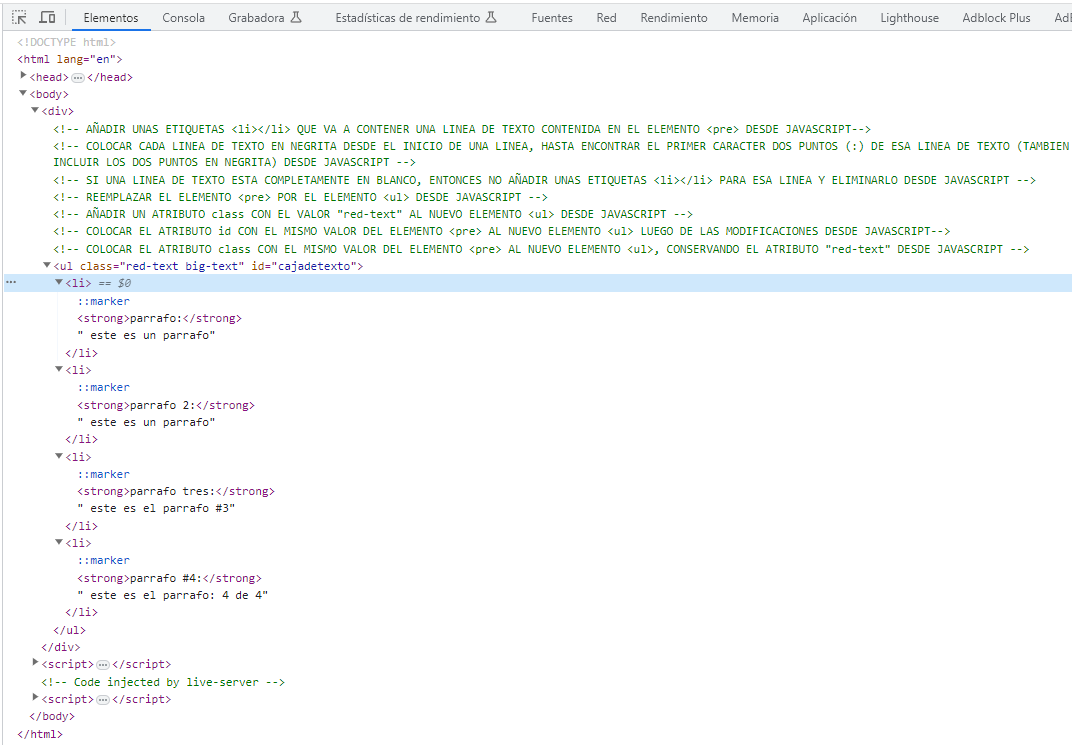 Elementos Consola Grabadora Estadísticas de rendimiento Fuentes Red Rendimiento Memoria Aplicación Lighthouse Adblock Plus
<!DOCTYPE html>
<html lang="en">
<head>…</head>
<body>
<div>
<!-- AÑADIR UNAS ETIQUETAS <li></li> QUE VA A CONTENER UNA LINEA DE TEXTO CONTENIDA EN EL ELEMENTO <pre> DESDE JAVASCRIPT-->
<!-- COLOCAR CADA LINEA DE TEXTO EN NEGRITA DESDE EL INICIO DE UNA LINEA, HASTA ENCONTRAR EL PRIMER CARACTER DOS PUNTOS (:) DE ESA LINEA DE TEXTO (TAMBIEN
INCLUIR LOS DOS PUNTOS EN NEGRITA) DESDE JAVASCRIPT -->
<!-- SI UNA LINEA DE TEXTO ESTA COMPLETAMENTE EN BLANCO, ENTONCES NO AÑADIR UNAS ETIQUETAS <li></li> PARA ESA LINEA Y ELIMINARLO DESDE JAVASCRIPT -->
<!-- REEMPLAZAR EL ELEMENTO <pre> POR EL ELEMENTO <ul> DESDE JAVASCRIPT -->
<!-- AÑADIR UN ATRIBUTO class CON EL VALOR "red-text" AL NUEVO ELEMENTO <ul> DESDE JAVASCRIPT -->
<!-- COLOCAR EL ATRIBUTO id CON EL MISMO VALOR DEL ELEMENTO <pre> AL NUEVO ELEMENTO <ul> LUEGO DE LAS MODIFICACIONES DESDE JAVASCRIPT-->
<!-- COLOCAR EL ATRIBUTO class CON EL MISMO VALOR DEL ELEMENTO <pre> AL NUEVO ELEMENTO <ul>, CONSERVANDO EL ATRIBUTO "red-text" DESDE JAVASCRIPT -->
<ul class="red-text big-text" id="cajadetexto">
… <li> == $0
::marker
<strong>parrafo:</strong>
" este es un parrafo"
</li>
<li>
::marker
<strong>parrafo 2:</strong>
" este es un parrafo"
</li>
<li>
::marker
<strong>parrafo tres:</strong>
" este es el parrafo #3"
</li>
<li>
::marker
<strong>parrafo #4:</strong>
" este es el parrafo: 4 de 4"
</li>
</ul>
</div>
<script>…</script>
<!-- Code injected by live-server -->
<script>…</script>
</body>
</html>